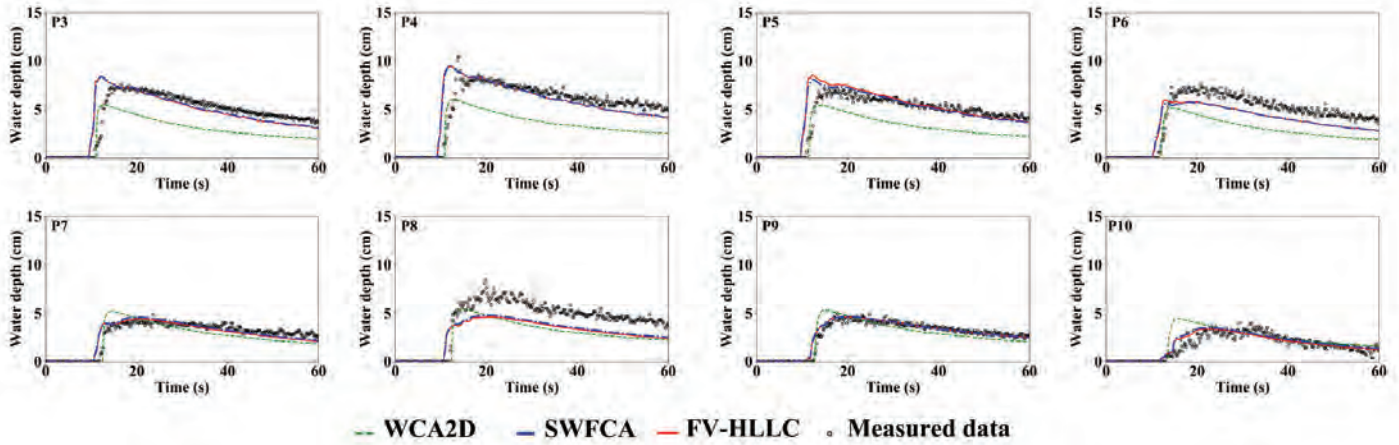 P3
P4
P5
P6
Water depth (cm)
15
10
5
0
0 20 40 60
Time (s)
Water depth (cm)
15
10
5
0
0 20 40 60
Time (s)
Water depth (cm)
15
10
5
0
0 20 40 60
Time (s)
Water depth (cm)
15
10
5
0
0 20 40 60
Time (s)
P7
P8
P9
P10
Water depth (cm)
15
10
5
0
0 20 40 60
Time (s)
Water depth (cm)
15
10
5
0
0 20 40 60
Time (s)
Water depth (cm)
15
10
5
0
0 20 40 60
Time (s)
Water depth (cm)
15
10
5
0
0 20 40 60
Time (s)
WCA2D SWFCA FV-HLLC Measured data